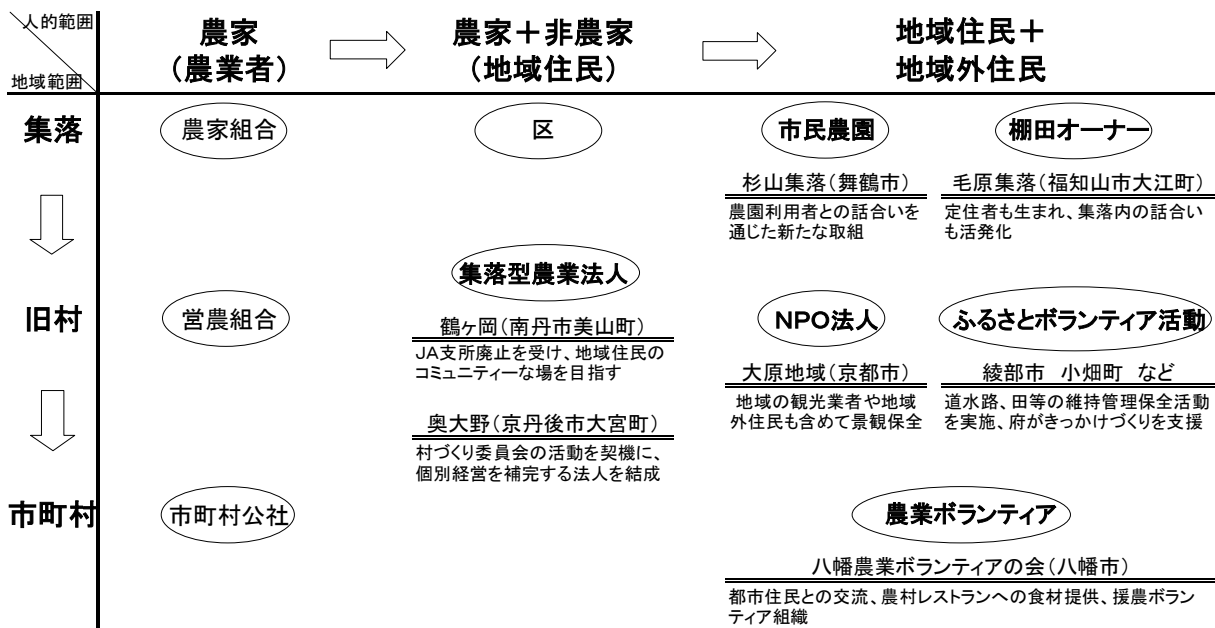 人的範囲
地域範囲
農家
（農業者）
農家＋非農家
（地域住民）
地域住民＋
地域外住民
集落
農家組合
区
市民農園
棚田オーナー
杉山集落（舞鶴市）
農園利用者との話合いを
通じた新たな取組
毛原集落（福知山市大江町）
定住者も生まれ、集落内の話合い
も活発化
旧村
営農組合
集落型農業法人
鶴ヶ岡（南丹市美山町）
ＪＡ支所廃止を受け、地域住民の
コミュニティーな場を目指す
奥大野（京丹後市大宮町）
村づくり委員会の活動を契機に、
個別経営を補完する法人を結成
ＮＰＯ法人
大原地域（京都市）
地域の観光業者や地域
外住民も含めて景観保全
ふるさとボランティア活動
綾部市　小畑町　など
道水路、田等の維持管理保全活動
を実施、府がきっかけづくりを支援
市町村
市町村公社
農業ボランティア
八幡農業ボランティアの会（八幡市）
都市住民との交流、農村レストランへの食材提供、援農ボラン
ティア組織